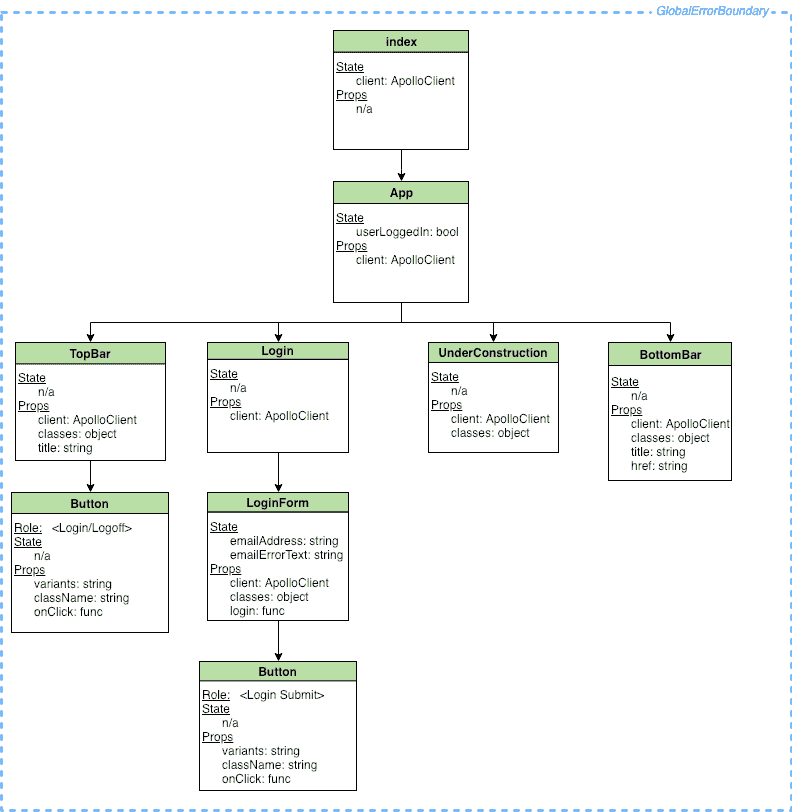 GlobalErrorBoundary
index
State
client: ApolloClient
Props
n/a
App
State
userLoggedIn: bool
Props
client: ApolloClient
TopBar
State
n/a
Props
client: ApolloClient
classes: object
title: string
Login
State
n/a
Props
client: ApolloClient
UnderConstruction
State
n/a
Props
client: ApolloClient
classes: object
BottomBar
State
n/a
Props
client: ApolloClient
classes: object
title: string
href: string
Button
Role: <Login/Logoff>
State
n/a
Props
variants: string
className: string
onClick: func
LoginForm
State
emailAddress: string
emailErrorText: string
Props
client: ApolloClient
classes: object
login: func
Button
Role: <Login Submit>
State
n/a
Props
variants: string
className: string
onClick: func